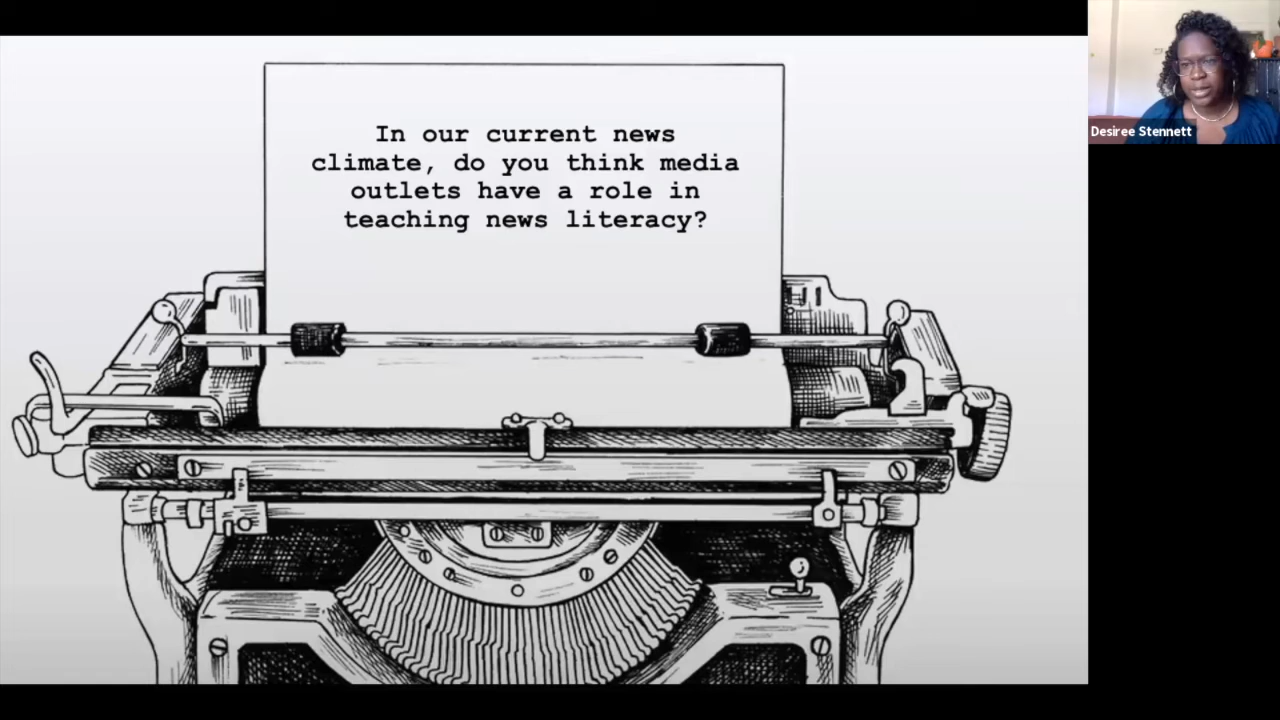 In our current news
climate, do you think media
outlets have a role in
teaching news literacy?
Desiree Stennett